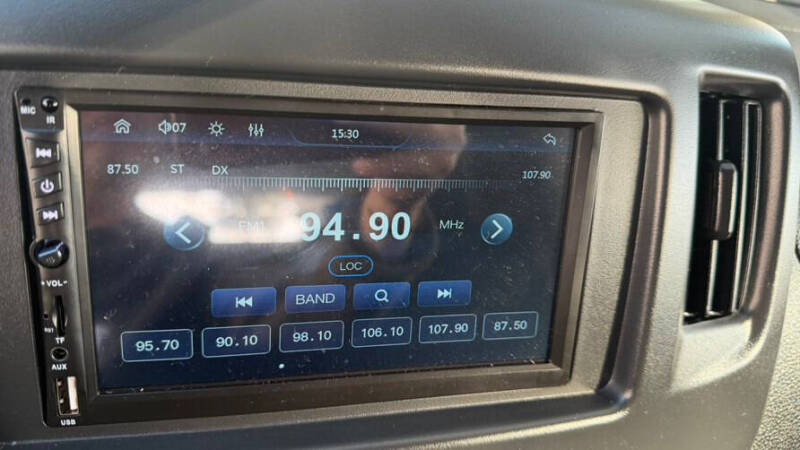 MIC
IR
07
15:30
87.50 ST DX 107.90
FM1 94.90 MHz
LOC
BAND
95.70 90.10 98.10 106.10 107.90 87.50
+VOL-
RST
TF
AUX
USB